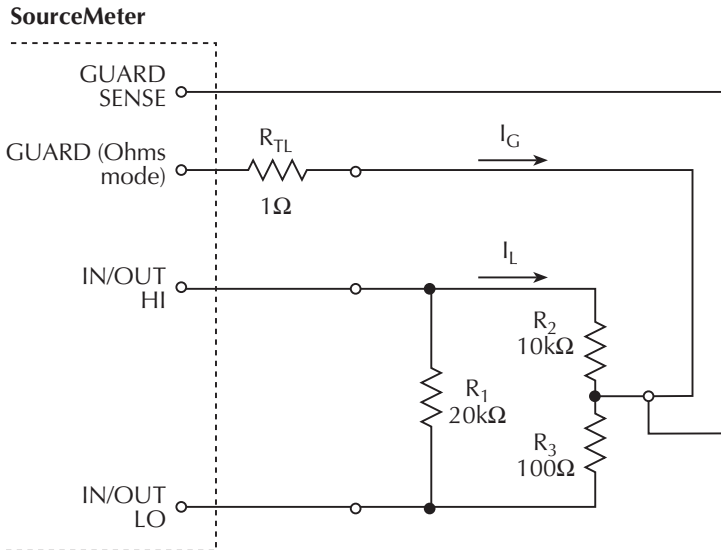 SourceMeter
GUARD
SENSE
GUARD (Ohms
mode)
R_TL
1Ω
I_G
IN/OUT
HI
I_L
R_2
10kΩ
R_1
20kΩ
R_3
100Ω
IN/OUT
LO